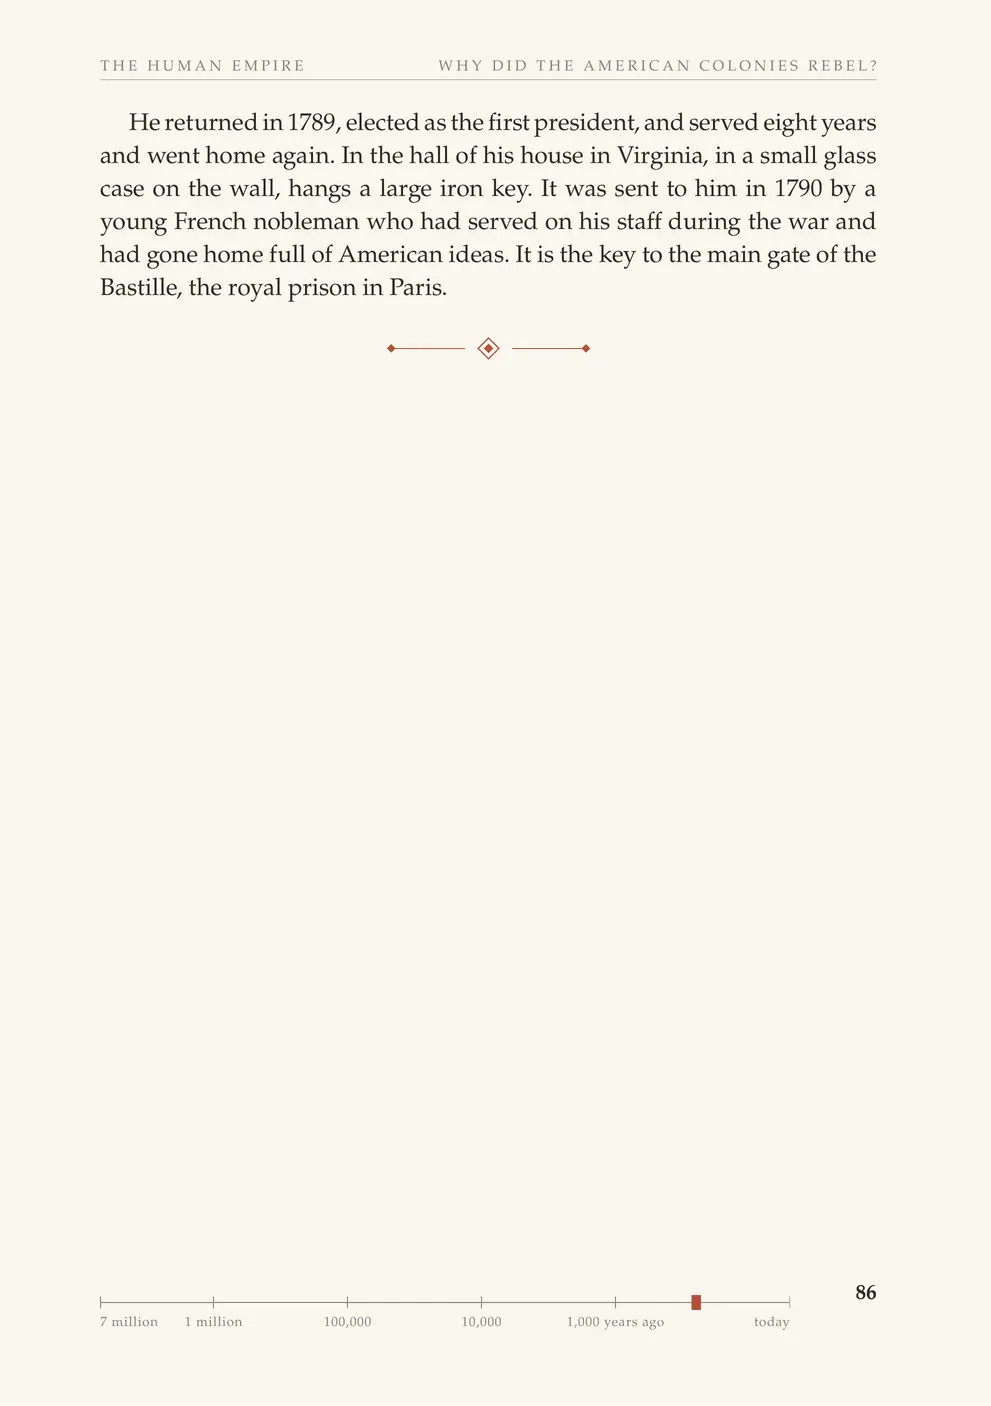 THE HUMAN EMPIRE
WHY DID THE AMERICAN COLONIES REBEL?
He returned in 1789, elected as the first president, and served eight years
and went home again. In the hall of his house in Virginia, in a small glass
case on the wall, hangs a large iron key. It was sent to him in 1790 by a
young French nobleman who had served on his staff during the war and
had gone home full of American ideas. It is the key to the main gate of the
Bastille, the royal prison in Paris.
86
7 million 1 million 100,000 10,000 1,000 years ago today